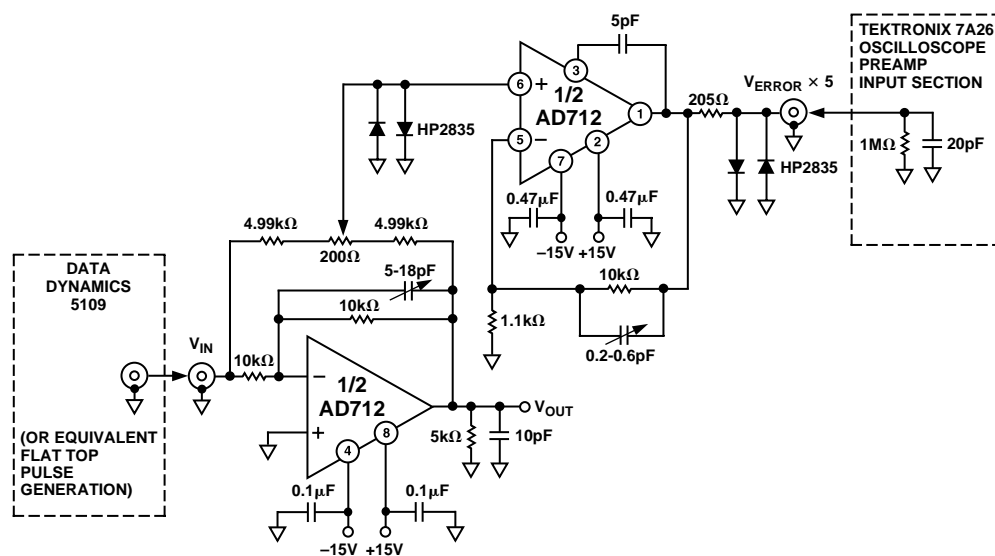 5pF
TEKTRONIX 7A26
OSCILLOSCOPE
PREAMP
INPUT SECTION
VERROR × 5
3
6
+
1/2
AD712
1
205Ω
5
−
2
7
HP2835
HP2835
1MΩ
20pF
0.47µF
0.47µF
−15V
+15V
4.99kΩ
4.99kΩ
200Ω
DATA
DYNAMICS
5109
5-18pF
10kΩ
10kΩ
1.1kΩ
0.2-0.6pF
VIN
10kΩ
−
1/2
AD712
+
4
8
VOUT
5kΩ
10pF
(OR EQUIVALENT
FLAT TOP
PULSE
GENERATION)
0.1µF
0.1µF
−15V
+15V